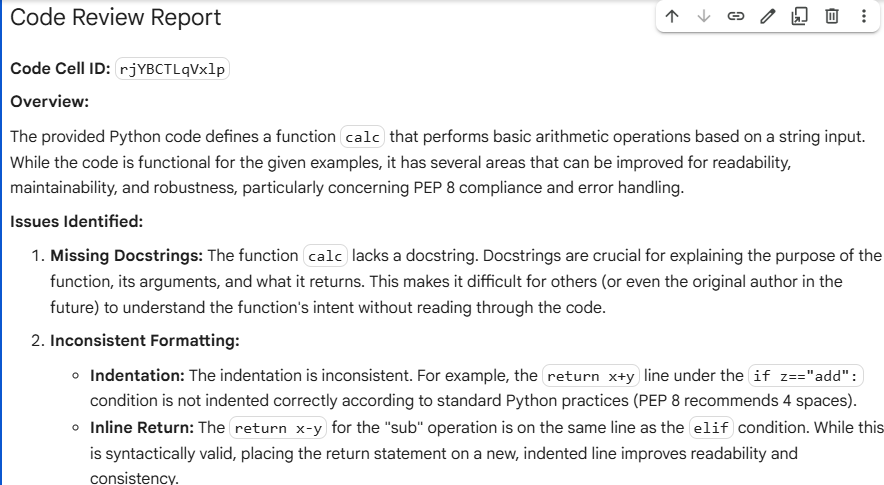 Code Review Report
Code Cell ID: rjYBCTLqVxlp
Overview:
The provided Python code defines a function calc that performs basic arithmetic operations based on a string input.
While the code is functional for the given examples, it has several areas that can be improved for readability,
maintainability, and robustness, particularly concerning PEP 8 compliance and error handling.
Issues Identified:
1. Missing Docstrings: The function calc lacks a docstring. Docstrings are crucial for explaining the purpose of the
function, its arguments, and what it returns. This makes it difficult for others (or even the original author in the
future) to understand the function's intent without reading through the code.
2. Inconsistent Formatting:
◦ Indentation: The indentation is inconsistent. For example, the return x+y line under the if z=="add":
condition is not indented correctly according to standard Python practices (PEP 8 recommends 4 spaces).
◦ Inline Return: The return x-y for the "sub" operation is on the same line as the elif condition. While this
is syntactically valid, placing the return statement on a new, indented line improves readability and
consistency.